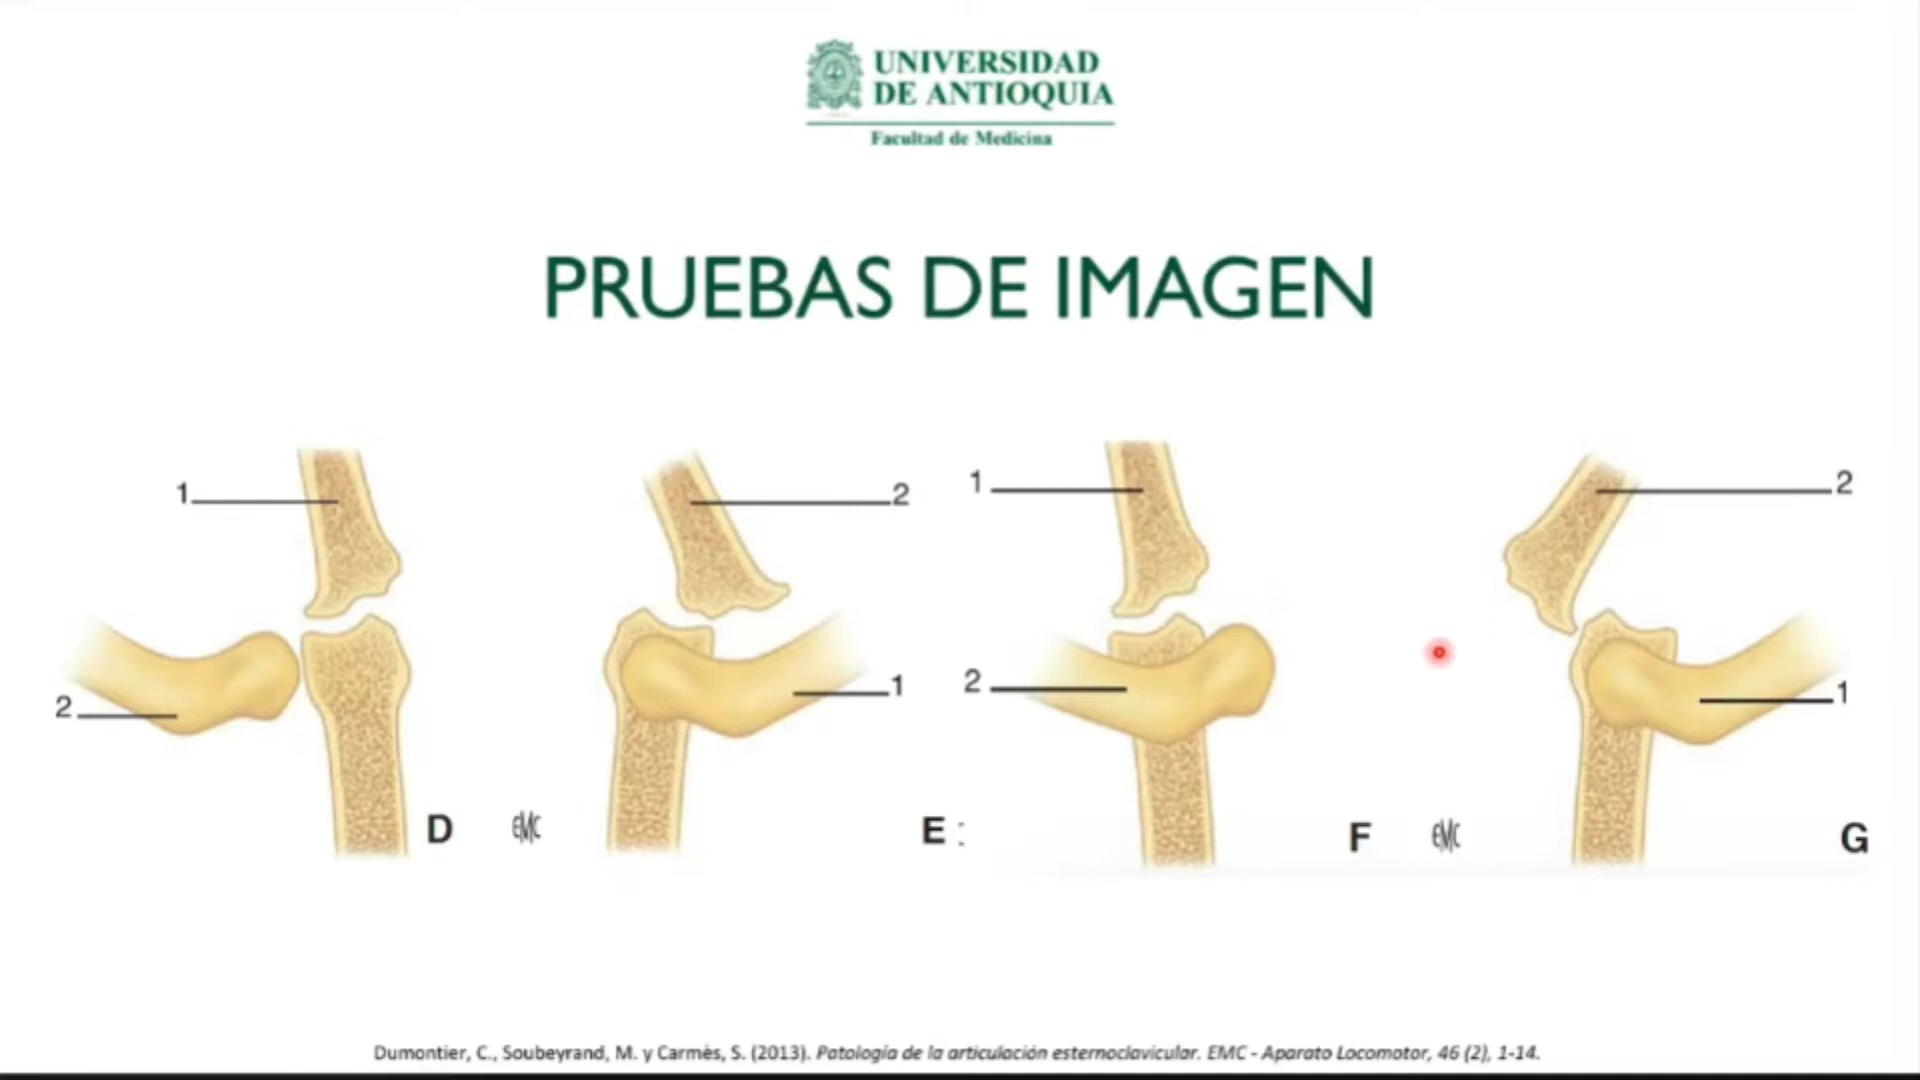 UNIVERSIDAD
DE ANTIOQUIA
Facultad de Medicina
PRUEBAS DE IMAGEN
1
2
D
EMC
2
1
E :
1
2
F
EMC
2
1
G
Dumontier, C., Soubeyrand, M. y Carmès, S. (2013). Patología de la articulación esternoclavicular. EMC - Aparato Locomotor, 46 (2), 1-14.